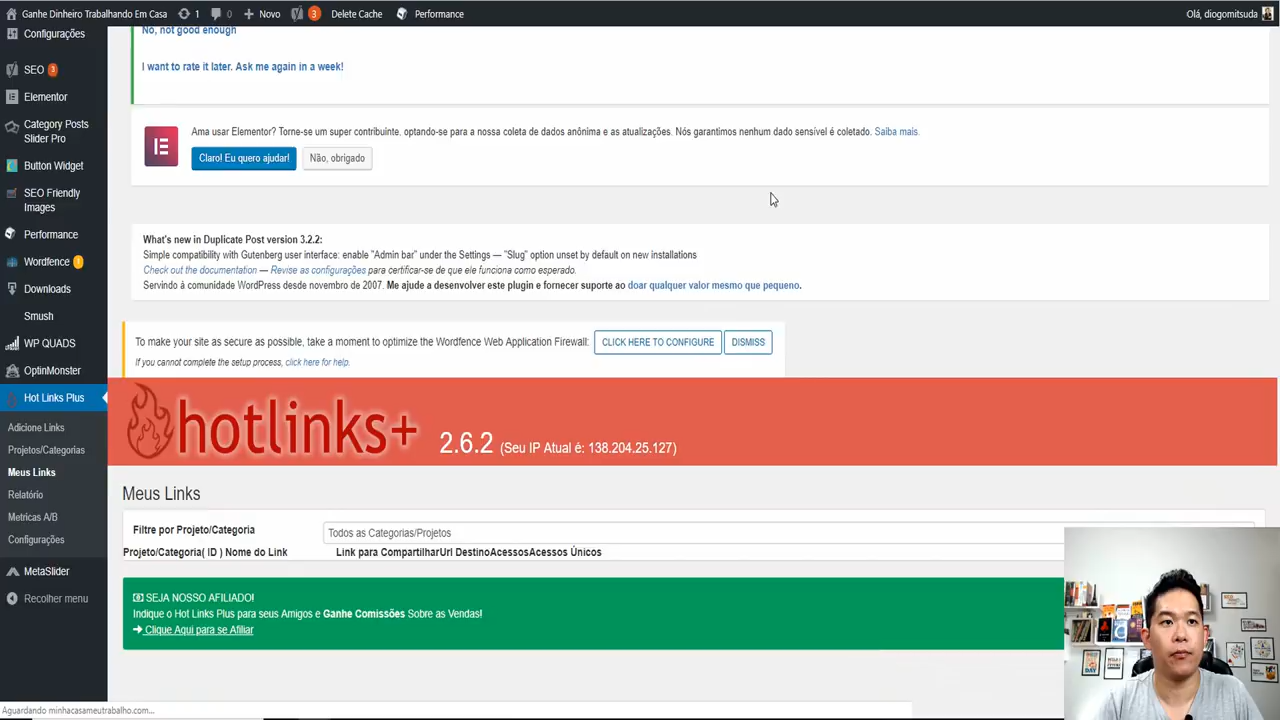 Ganhe Dinheiro Trabalhando Em Casa 1 0 Novo 3 Delete Cache Performance Olá, diogomitsuda
Configurações
SEO 3
Elementor
Category Posts
Slider Pro
Button Widget
SEO Friendly
Images
Performance
Wordfence !
Downloads
Smush
WP QUADS
OptinMonster
Hot Links Plus
Adicione Links
Projetos/Categorias
Meus Links
Relatório
Metricas A/B
Configurações
MetaSlider
Recolher menu
No, not good enough
I want to rate it later. Ask me again in a week!
Ama usar Elementor? Torne-se um super contribuinte, optando-se para a nossa coleta de dados anônima e as atualizações. Nós garantimos nenhum dado sensível é coletado. Saiba mais.
Claro! Eu quero ajudar! Não, obrigado
What's new in Duplicate Post version 3.2.2:
Simple compatibility with Gutenberg user interface: enable "Admin bar" under the Settings — "Slug" option unset by default on new installations
Check out the documentation — Revise as configurações para certificar-se de que ele funciona como esperado.
Servindo à comunidade WordPress desde novembro de 2007. Me ajude a desenvolver este plugin e fornecer suporte ao doar qualquer valor mesmo que pequeno.
To make your site as secure as possible, take a moment to optimize the Wordfence Web Application Firewall: CLICK HERE TO CONFIGURE DISMISS
If you cannot complete the setup process, click here for help.
hotlinks+ 2.6.2 (Seu IP Atual é: 138.204.25.127)
Meus Links
Filtre por Projeto/Categoria Todos as Categorias/Projetos
Projeto/Categoria( ID ) Nome do Link Link para CompartilharUrl DestinoAcessosAcessos Únicos
SEJA NOSSO AFILIADO!
Indique o Hot Links Plus para seus Amigos e Ganhe Comissões Sobre as Vendas!
Clique Aqui para se Afiliar
Aguardando minhacasameutrabalho.com...